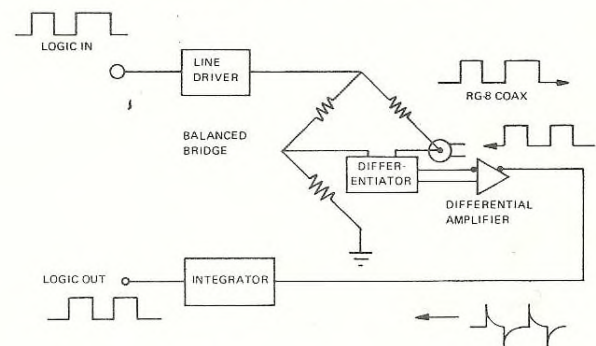 LOGIC IN
LINE
DRIVER
RG-8 COAX
BALANCED
BRIDGE
DIFFER-
ENTIATOR
DIFFERENTIAL
AMPLIFIER
LOGIC OUT
INTEGRATOR